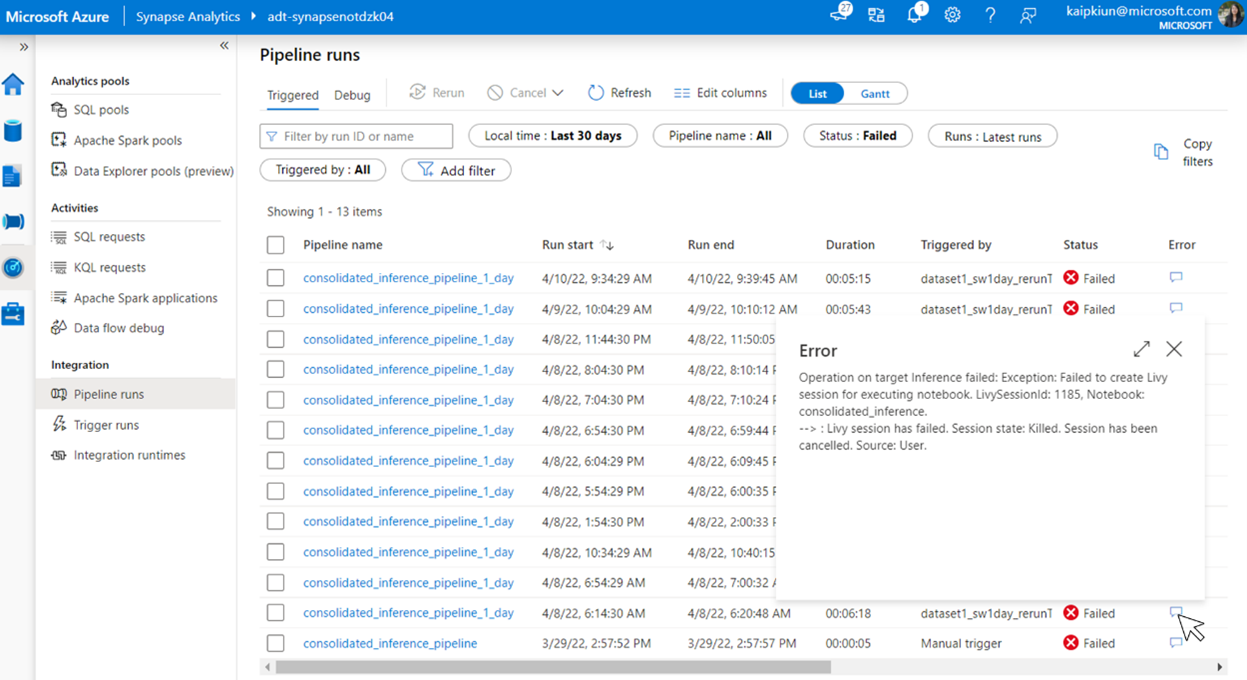 Microsoft Azure | Synapse Analytics ▸ adt-synapsenotdzk04 27 1 kaipkiun@microsoft.com
MICROSOFT
» «
Analytics pools
SQL pools
Apache Spark pools
Data Explorer pools (preview)
Activities
SQL requests
KQL requests
Apache Spark applications
Data flow debug
Integration
Pipeline runs
Trigger runs
Integration runtimes
Pipeline runs
Triggered Debug Rerun Cancel Refresh Edit columns List Gantt
Filter by run ID or name Local time : Last 30 days Pipeline name : All Status : Failed Runs : Latest runs
Copy
filters
Triggered by : All Add filter
Showing 1 - 13 items
Pipeline name Run start ↑↓ Run end Duration Triggered by Status Error
consolidated_inference_pipeline_1_day 4/10/22, 9:34:29 AM 4/10/22, 9:39:45 AM 00:05:15 dataset1_sw1day_rerunT Failed
consolidated_inference_pipeline_1_day 4/9/22, 10:04:29 AM 4/9/22, 10:10:12 AM 00:05:43 dataset1_sw1day_rerunT Failed
consolidated_inference_pipeline_1_day 4/8/22, 11:44:30 PM 4/8/22, 11:50:05
consolidated_inference_pipeline_1_day 4/8/22, 8:04:30 PM 4/8/22, 8:10:14
consolidated_inference_pipeline_1_day 4/8/22, 7:04:30 PM 4/8/22, 7:10:24
consolidated_inference_pipeline_1_day 4/8/22, 6:54:30 PM 4/8/22, 6:59:44
consolidated_inference_pipeline_1_day 4/8/22, 6:04:29 PM 4/8/22, 6:09:45
consolidated_inference_pipeline_1_day 4/8/22, 5:54:29 PM 4/8/22, 6:00:35
consolidated_inference_pipeline_1_day 4/8/22, 1:54:30 PM 4/8/22, 2:00:33
consolidated_inference_pipeline_1_day 4/8/22, 10:34:29 AM 4/8/22, 10:40:15
consolidated_inference_pipeline_1_day 4/8/22, 6:54:29 AM 4/8/22, 7:00:32
consolidated_inference_pipeline_1_day 4/8/22, 6:14:30 AM 4/8/22, 6:20:48 AM 00:06:18 dataset1_sw1day_rerunT Failed
consolidated_inference_pipeline 3/29/22, 2:57:52 PM 3/29/22, 2:57:57 PM 00:00:05 Manual trigger Failed
Error
Operation on target Inference failed: Exception: Failed to create Livy
session for executing notebook. LivySessionId: 1185, Notebook:
consolidated_inference.
--> : Livy session has failed. Session state: Killed. Session has been
cancelled. Source: User.